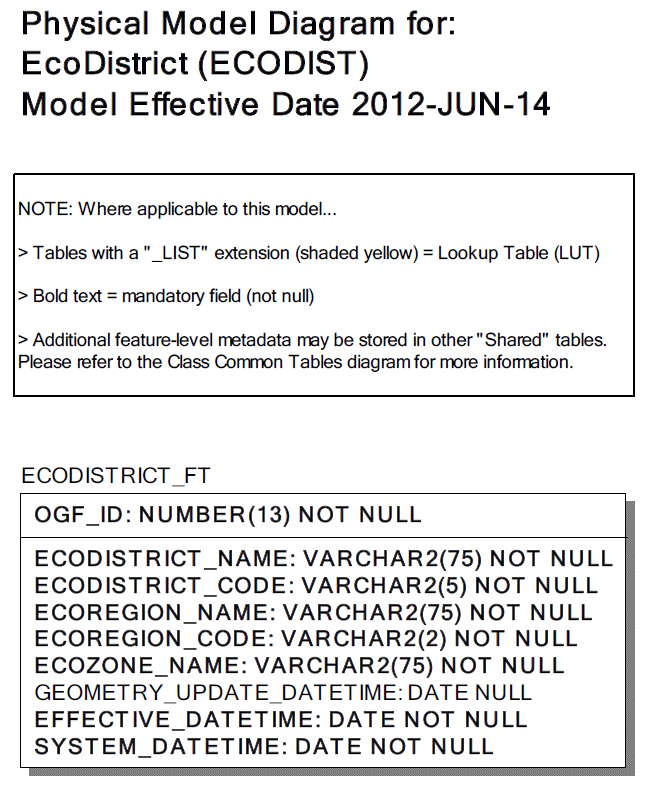 Physical Model Diagram for:
EcoDistrict (ECODIST)
Model Effective Date 2012-JUN-14
NOTE: Where applicable to this model...
> Tables with a "_LIST" extension (shaded yellow) = Lookup Table (LUT)
> Bold text = mandatory field (not null)
> Additional feature-level metadata may be stored in other "Shared" tables.
Please refer to the Class Common Tables diagram for more information.
ECODISTRICT_FT
OGF_ID: NUMBER(13) NOT NULL
ECODISTRICT_NAME: VARCHAR2(75) NOT NULL
ECODISTRICT_CODE: VARCHAR2(5) NOT NULL
ECOREGION_NAME: VARCHAR2(75) NOT NULL
ECOREGION_CODE: VARCHAR2(2) NOT NULL
ECOZONE_NAME: VARCHAR2(75) NOT NULL
GEOMETRY_UPDATE_DATETIME: DATE NULL
EFFECTIVE_DATETIME: DATE NOT NULL
SYSTEM_DATETIME: DATE NOT NULL